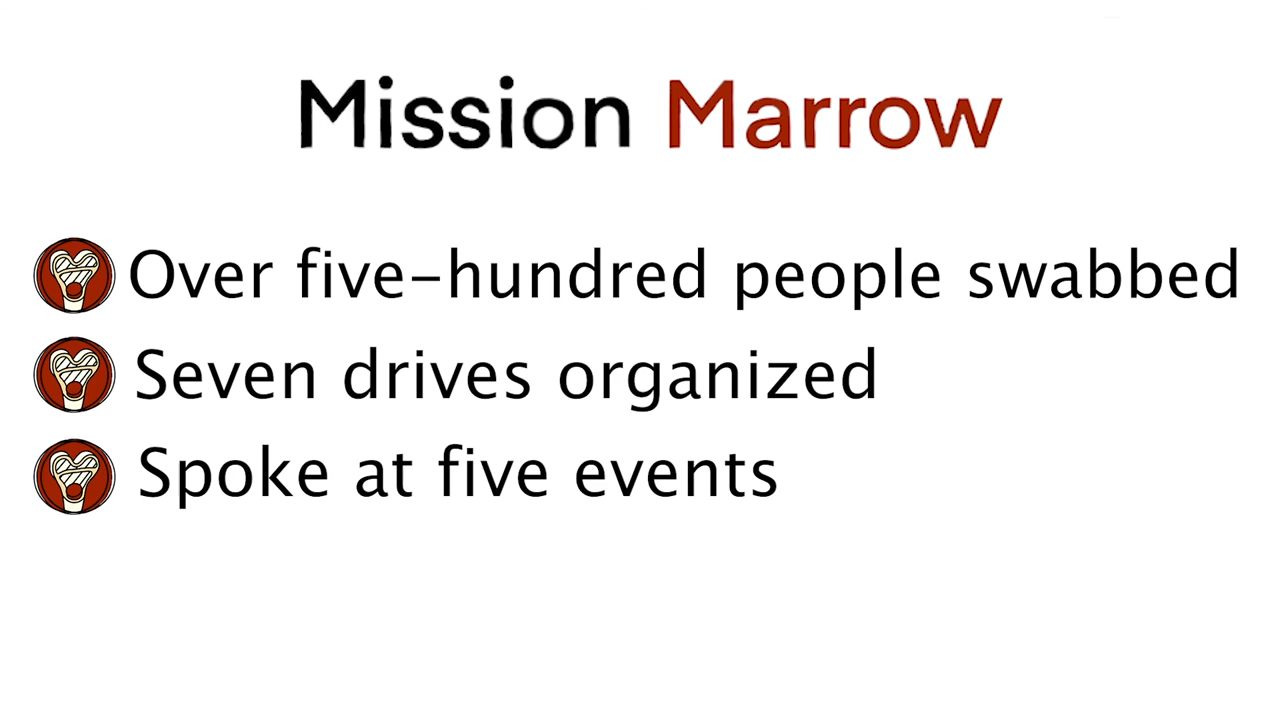 Mission Marrow
Over five-hundred people swabbed
Seven drives organized
Spoke at five events